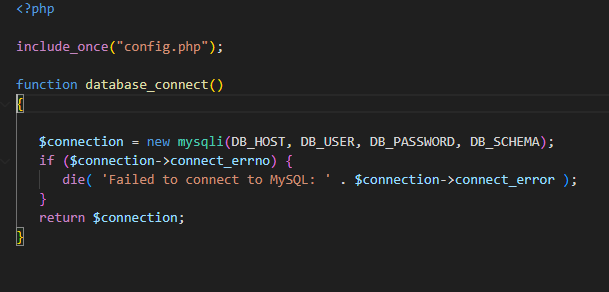 <?php
include_once("config.php");
function database_connect()
{
$connection = new mysqli(DB_HOST, DB_USER, DB_PASSWORD, DB_SCHEMA);
if ($connection->connect_errno) {
die( 'Failed to connect to MySQL: ' . $connection->connect_error );
}
return $connection;
}